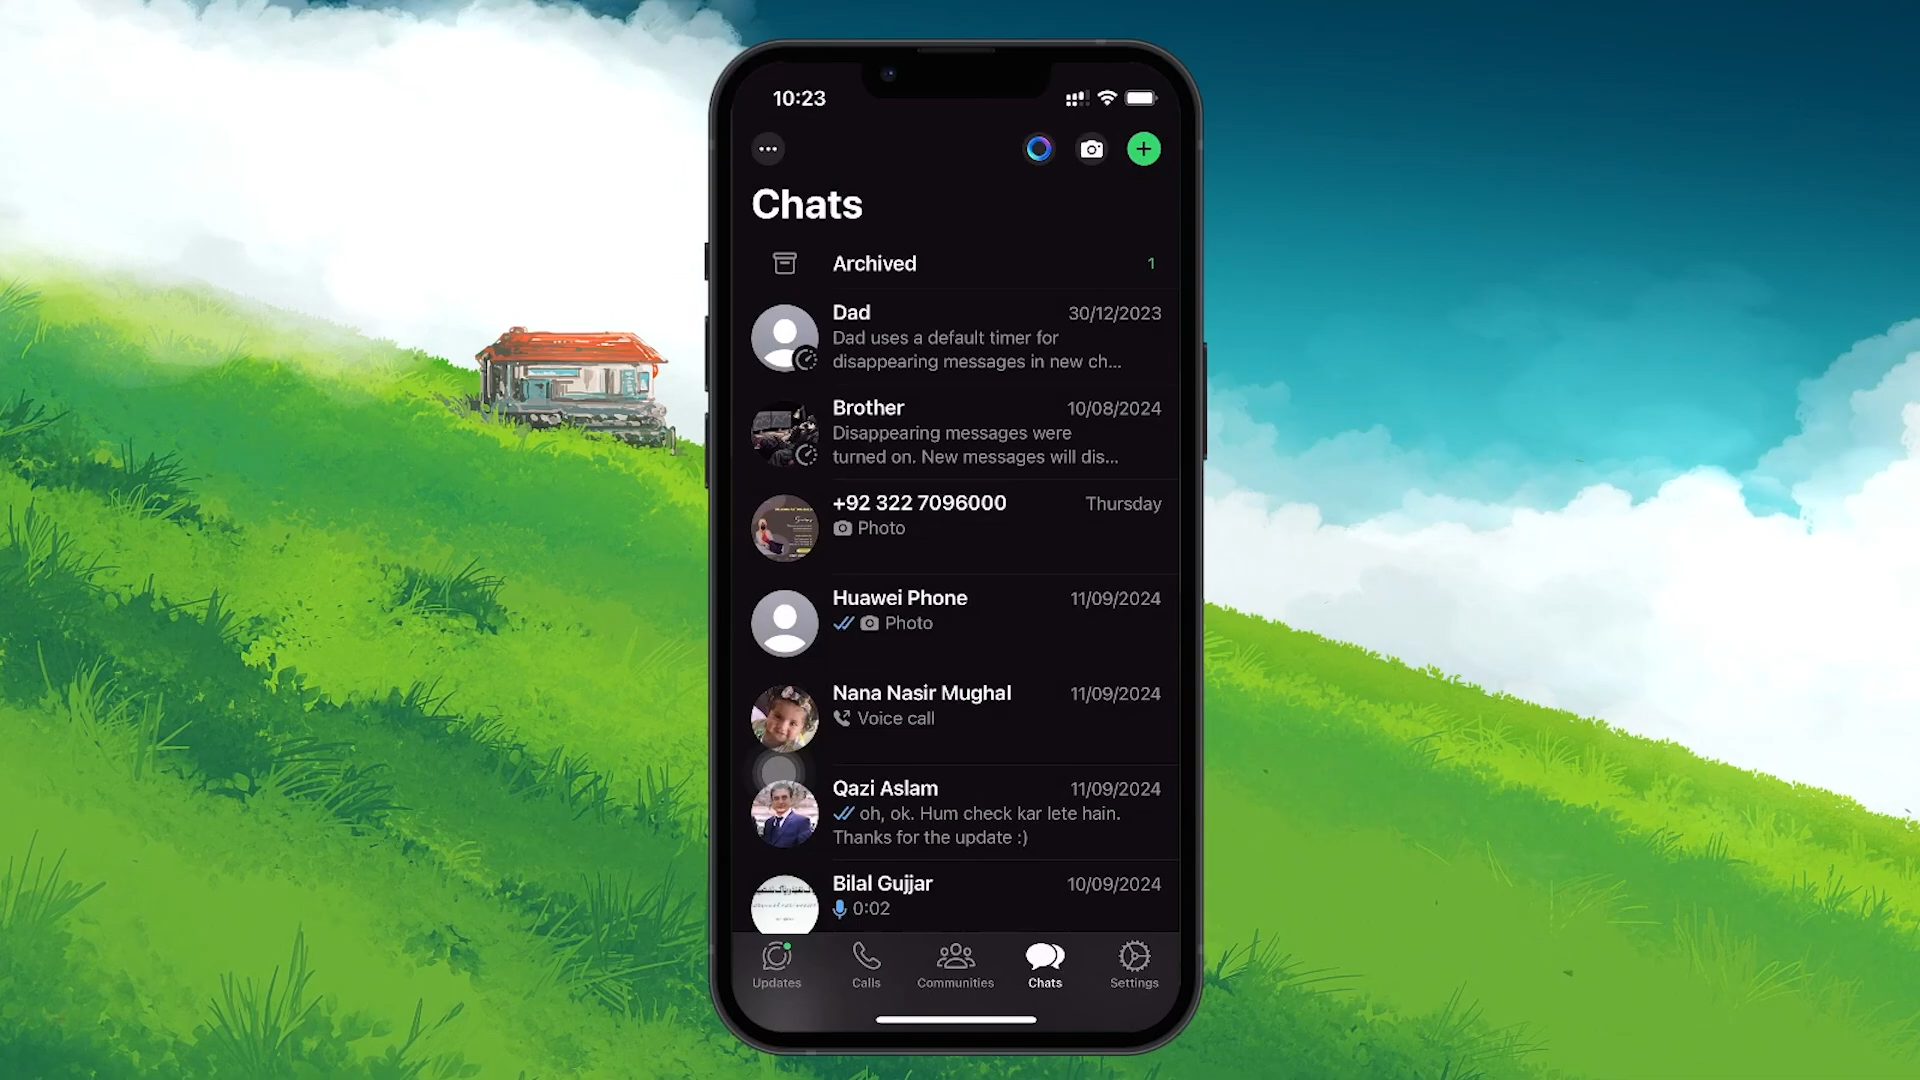 10:23
Chats
Archived 1
Dad 30/12/2023
Dad uses a default timer for
disappearing messages in new ch...
Brother 10/08/2024
Disappearing messages were
turned on. New messages will dis...
+92 322 7096000 Thursday
Photo
Huawei Phone 11/09/2024
Photo
Nana Nasir Mughal 11/09/2024
Voice call
Qazi Aslam 11/09/2024
oh, ok. Hum check kar lete hain.
Thanks for the update :)
Bilal Gujjar 10/09/2024
0:02
Updates Calls Communities Chats Settings